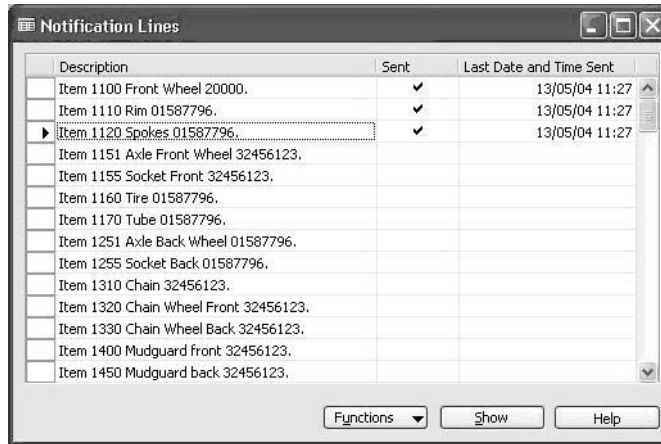 Notification Lines
Description Sent Last Date and Time Sent
Item 1100 Front Wheel 20000. ✔ 13/05/04 11:27
Item 1110 Rim 01587796. ✔ 13/05/04 11:27
Item 1120 Spokes 01587796. ✔ 13/05/04 11:27
Item 1151 Axle Front Wheel 32456123.
Item 1155 Socket Front 32456123.
Item 1160 Tire 01587796.
Item 1170 Tube 01587796.
Item 1251 Axle Back Wheel 01587796.
Item 1255 Socket Back 01587796.
Item 1310 Chain 32456123.
Item 1320 Chain Wheel Front 32456123.
Item 1330 Chain Wheel Back 32456123.
Item 1400 Mudguard front 32456123.
Item 1450 Mudguard back 32456123.
Functions Show Help